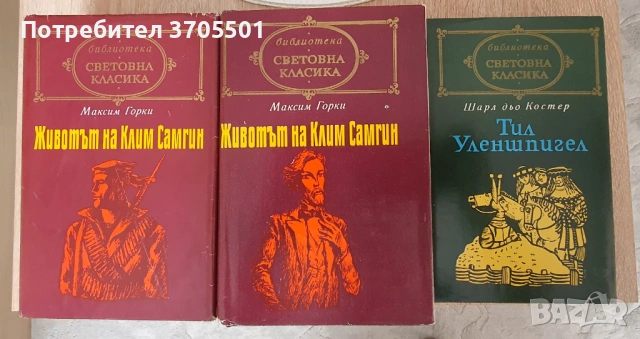 Потребител 3705501
библиотека
СВЕТОВНА
КЛАСИКА
Максим Горки
Животът на Клим Самгин
библиотека
СВЕТОВНА
КЛАСИКА
Максим Горки
Животът на Клим Самгин
библиотека
СВЕТОВНА
КЛАСИКА
Шарл дьо Костер
Тил
Уленшпигел
BAZAR